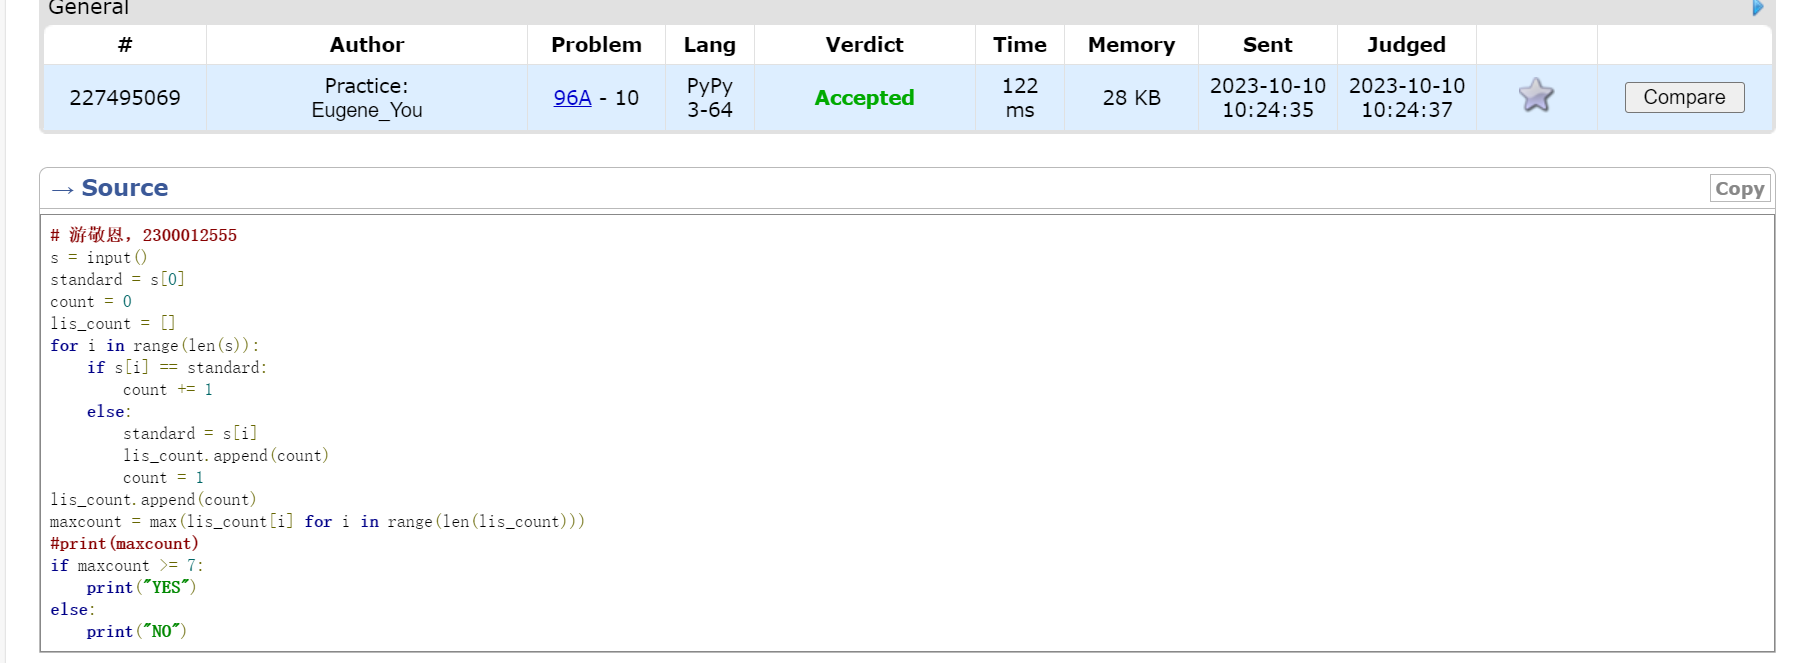 General
# Author Problem Lang Verdict Time Memory Sent Judged
227495069 Practice: Eugene_You 96A - 10 PyPy 3-64 Accepted 122 ms 28 KB 2023-10-10 10:24:35 2023-10-10 10:24:37 Compare
→ Source Copy
# 游敬恩，2300012555
s = input()
standard = s[0]
count = 0
lis_count = []
for i in range(len(s)):
    if s[i] == standard:
        count += 1
    else:
        standard = s[i]
        lis_count.append(count)
        count = 1
lis_count.append(count)
maxcount = max(lis_count[i] for i in range(len(lis_count)))
#print(maxcount)
if maxcount >= 7:
    print("YES")
else:
    print("NO")